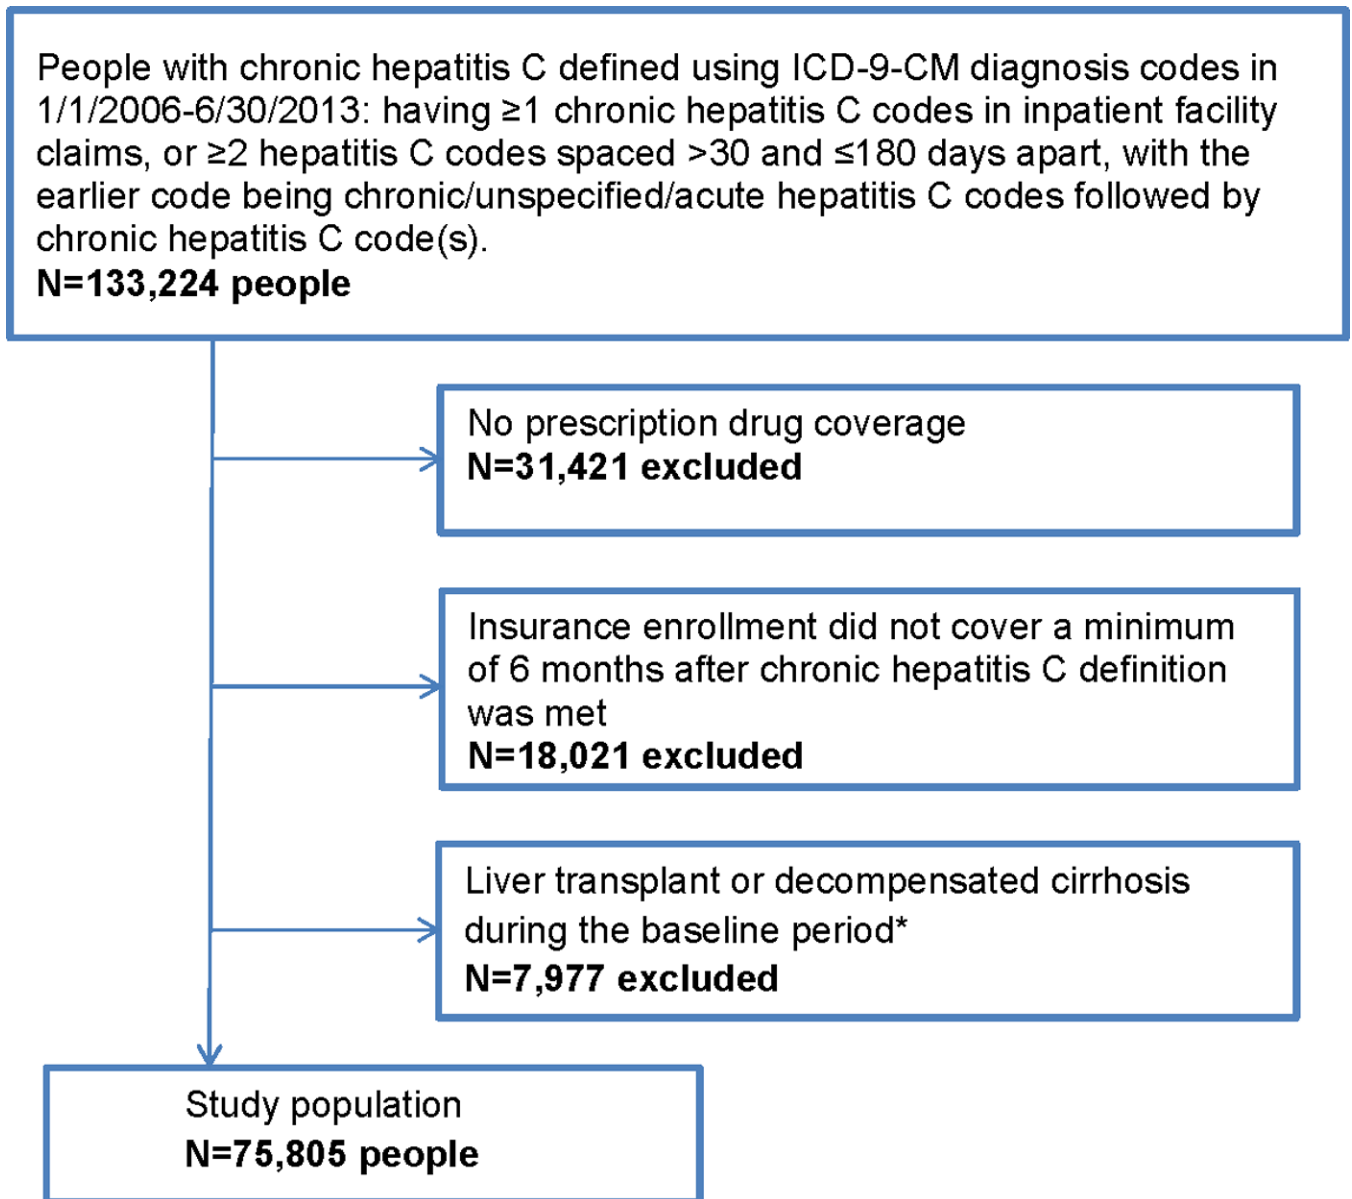 People with chronic hepatitis C defined using ICD-9-CM diagnosis codes in
1/1/2006-6/30/2013: having ≥1 chronic hepatitis C codes in inpatient facility
claims, or ≥2 hepatitis C codes spaced >30 and ≤180 days apart, with the
earlier code being chronic/unspecified/acute hepatitis C codes followed by
chronic hepatitis C code(s).
N=133,224 people
No prescription drug coverage
N=31,421 excluded
Insurance enrollment did not cover a minimum
of 6 months after chronic hepatitis C definition
was met
N=18,021 excluded
Liver transplant or decompensated cirrhosis
during the baseline period*
N=7,977 excluded
Study population
N=75,805 people